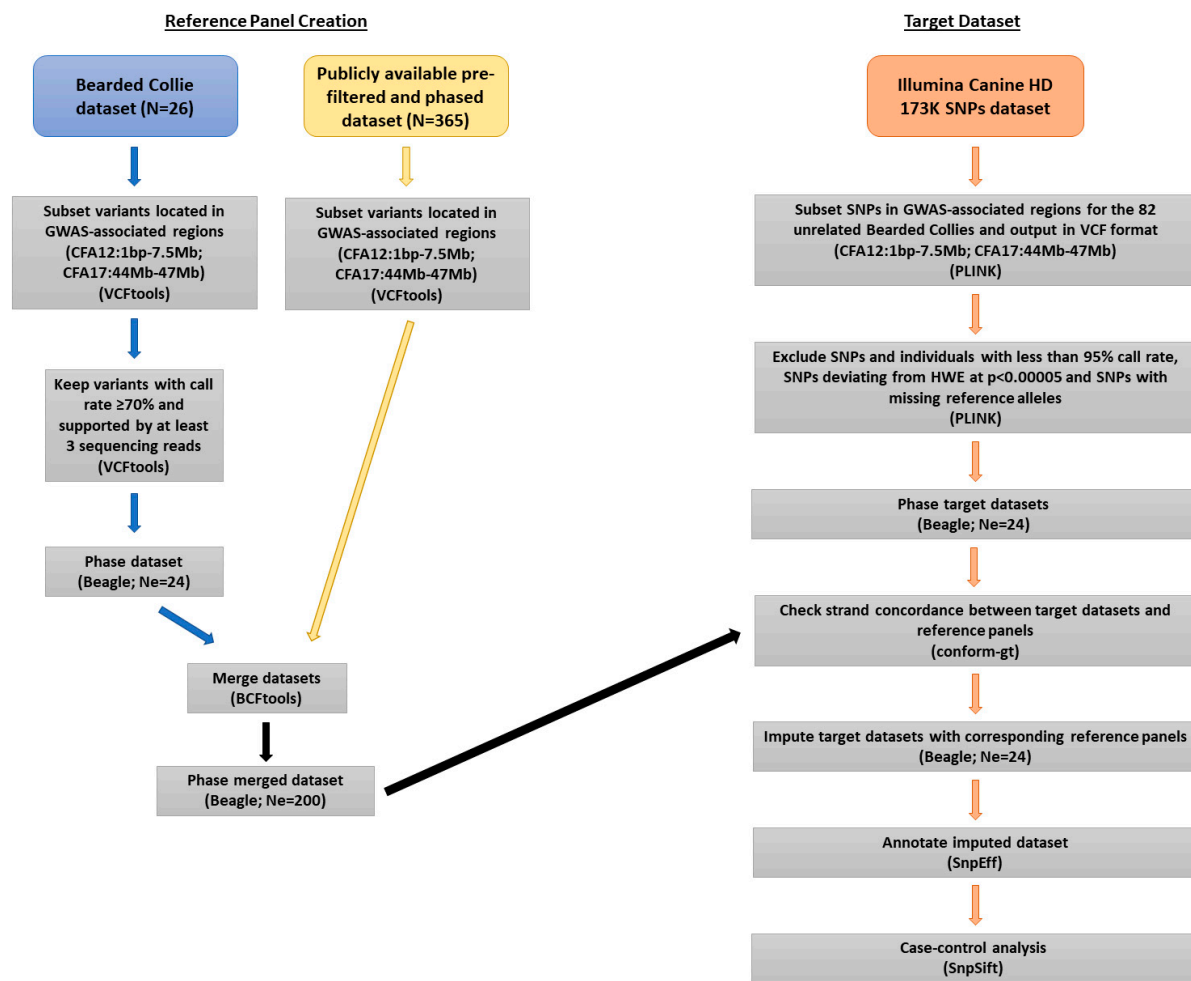 Reference Panel Creation
Bearded Collie
dataset (N=26)
Publicly available pre-
filtered and phased
dataset (N=365)
Subset variants located in
GWAS-associated regions
(CFA12:1bp-7.5Mb;
CFA17:44Mb-47Mb)
(VCFtools)
Subset variants located in
GWAS-associated regions
(CFA12:1bp-7.5Mb;
CFA17:44Mb-47Mb)
(VCFtools)
Keep variants with call
rate ≥70% and
supported by at least
3 sequencing reads
(VCFtools)
Phase dataset
(Beagle; Ne=24)
Merge datasets
(BCFtools)
Phase merged dataset
(Beagle; Ne=200)
Target Dataset
Illumina Canine HD
173K SNPs dataset
Subset SNPs in GWAS-associated regions for the 82
unrelated Bearded Collies and output in VCF format
(CFA12:1bp-7.5Mb; CFA17:44Mb-47Mb)
(PLINK)
Exclude SNPs and individuals with less than 95% call rate,
SNPs deviating from HWE at p<0.00005 and SNPs with
missing reference alleles
(PLINK)
Phase target datasets
(Beagle; Ne=24)
Check strand concordance between target datasets and
reference panels
(conform-gt)
Impute target datasets with corresponding reference panels
(Beagle; Ne=24)
Annotate imputed dataset
(SnpEff)
Case-control analysis
(SnpSift)